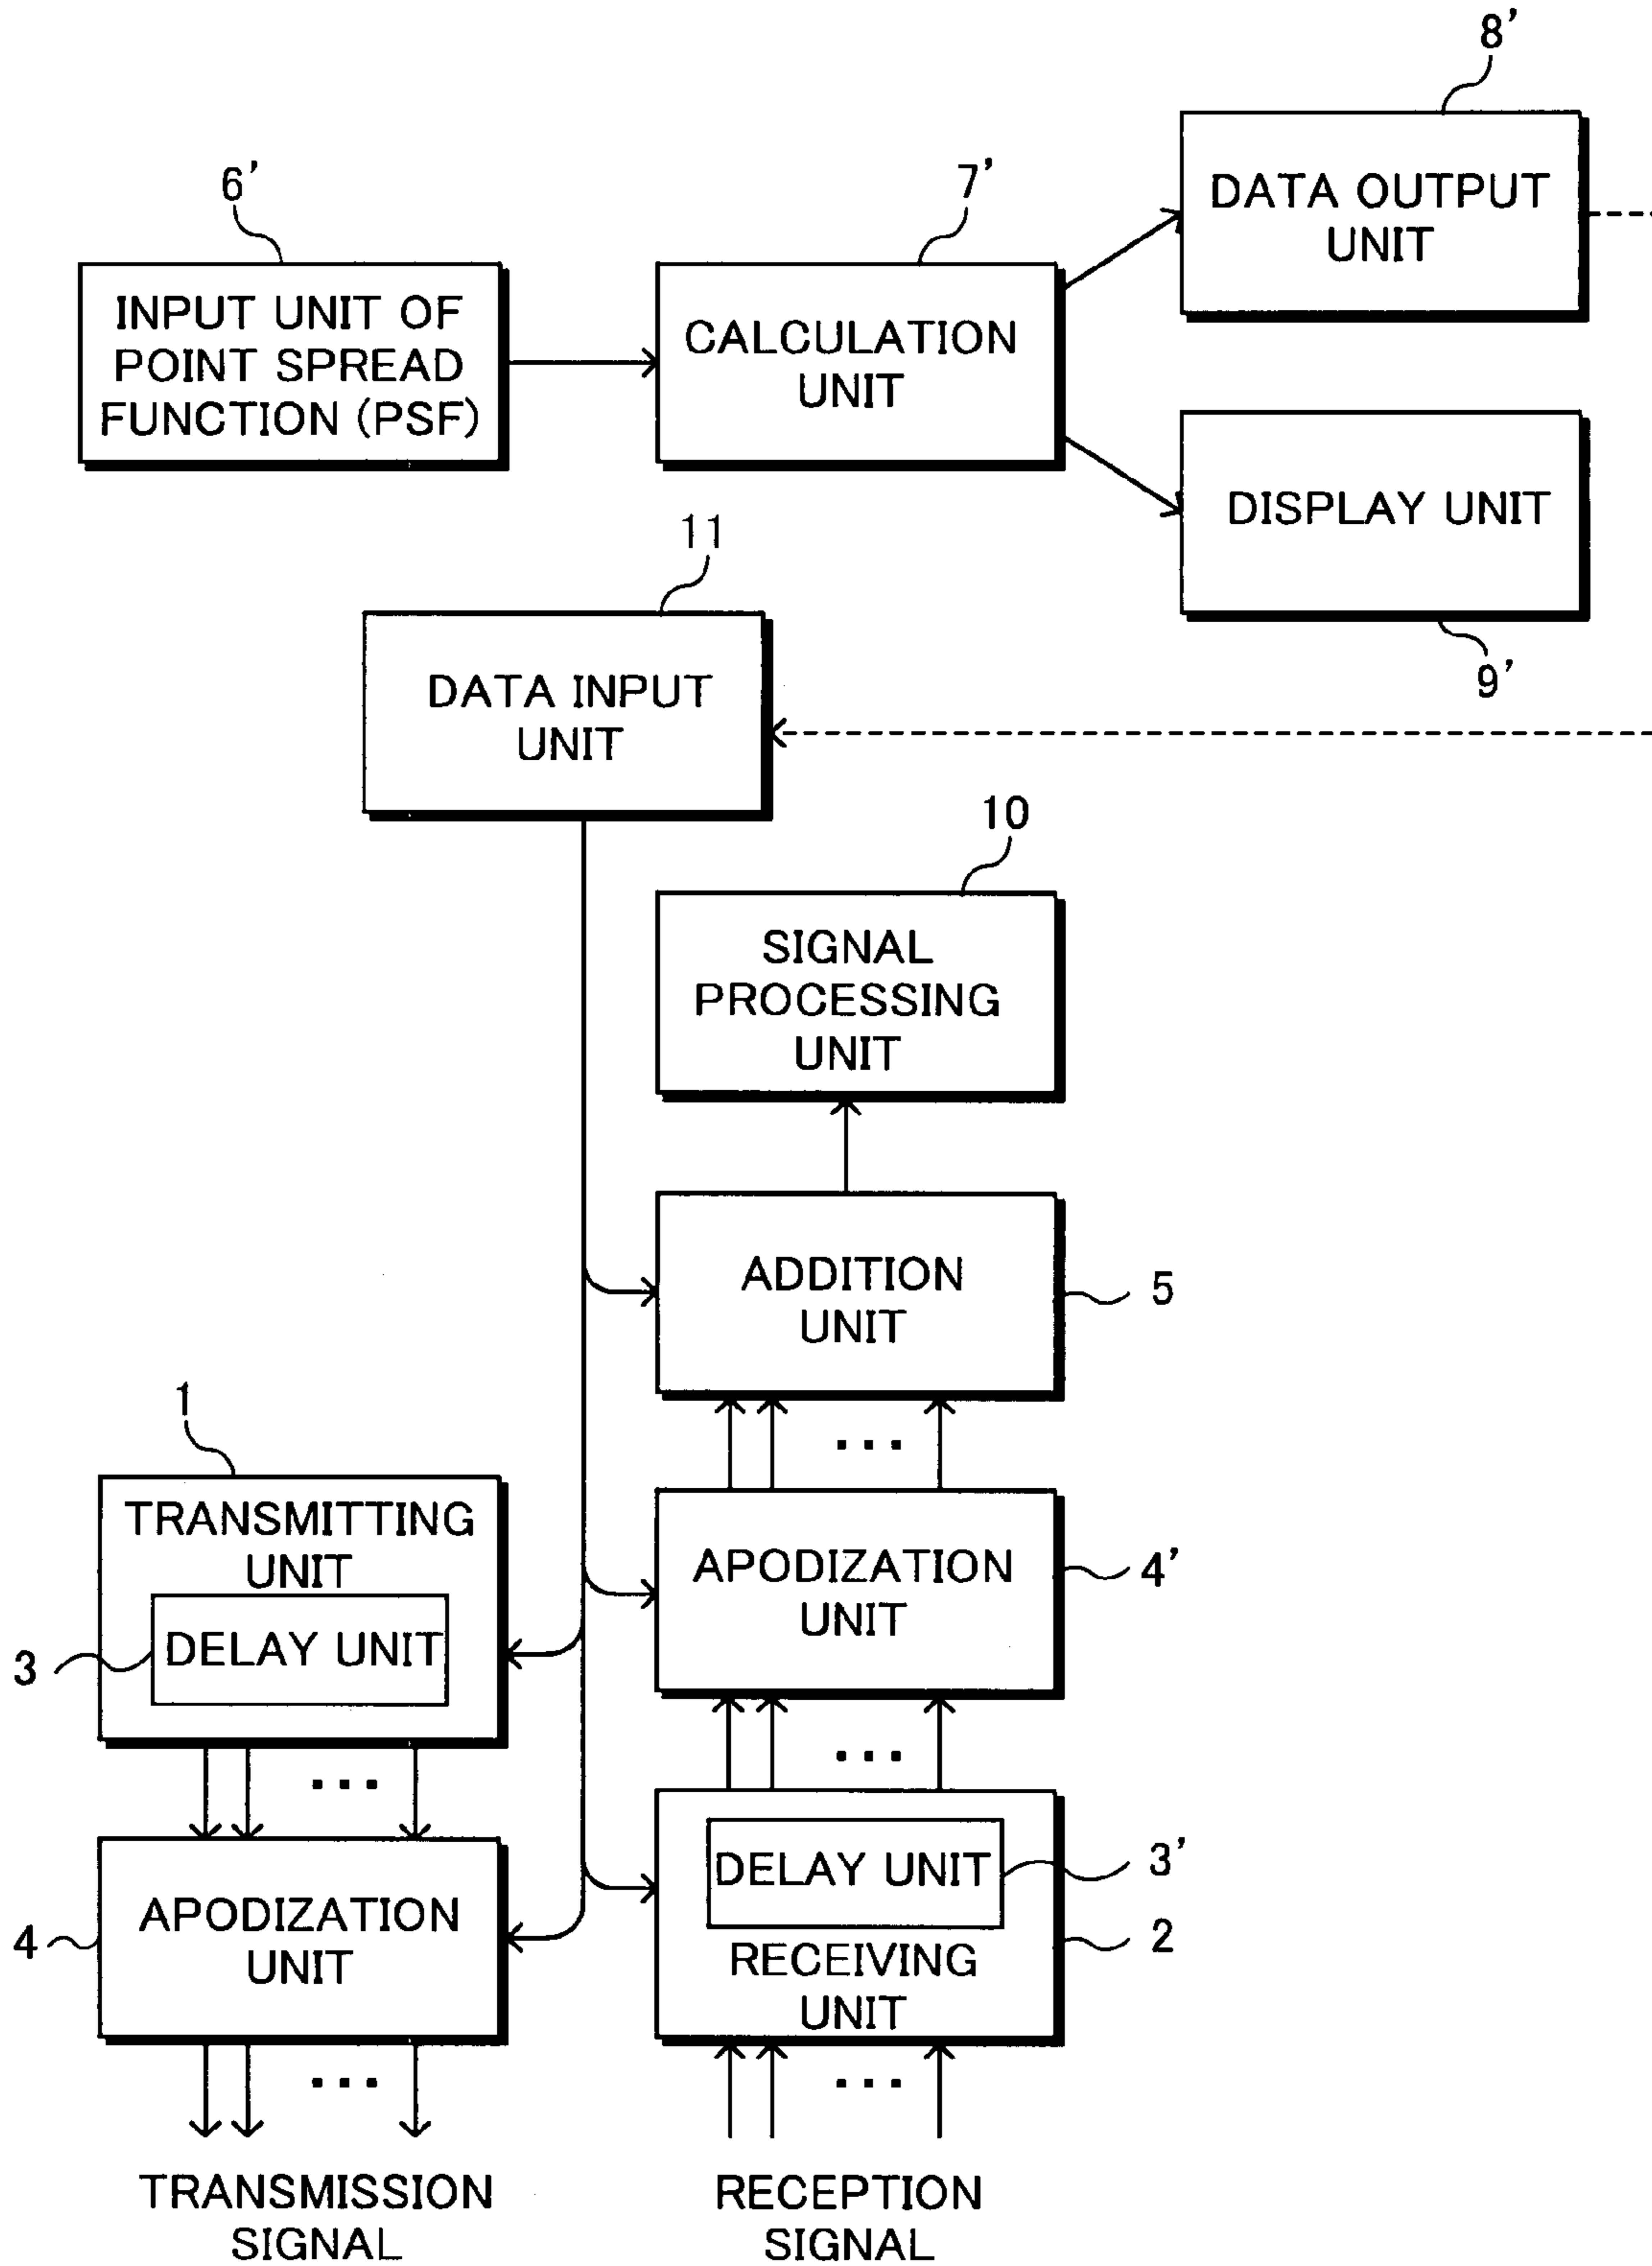 8'
6'
7'
DATA OUTPUT
UNIT
INPUT UNIT OF
POINT SPREAD
FUNCTION (PSF)
CALCULATION
UNIT
DISPLAY UNIT
9'
11
DATA INPUT
UNIT
10
SIGNAL
PROCESSING
UNIT
ADDITION
UNIT
5
1
TRANSMITTING
UNIT
DELAY UNIT
3
APODIZATION
UNIT
4'
...
...
...
DELAY UNIT
3'
RECEIVING
UNIT
2
APODIZATION
UNIT
4
...
...
TRANSMISSION
SIGNAL
RECEPTION
SIGNAL